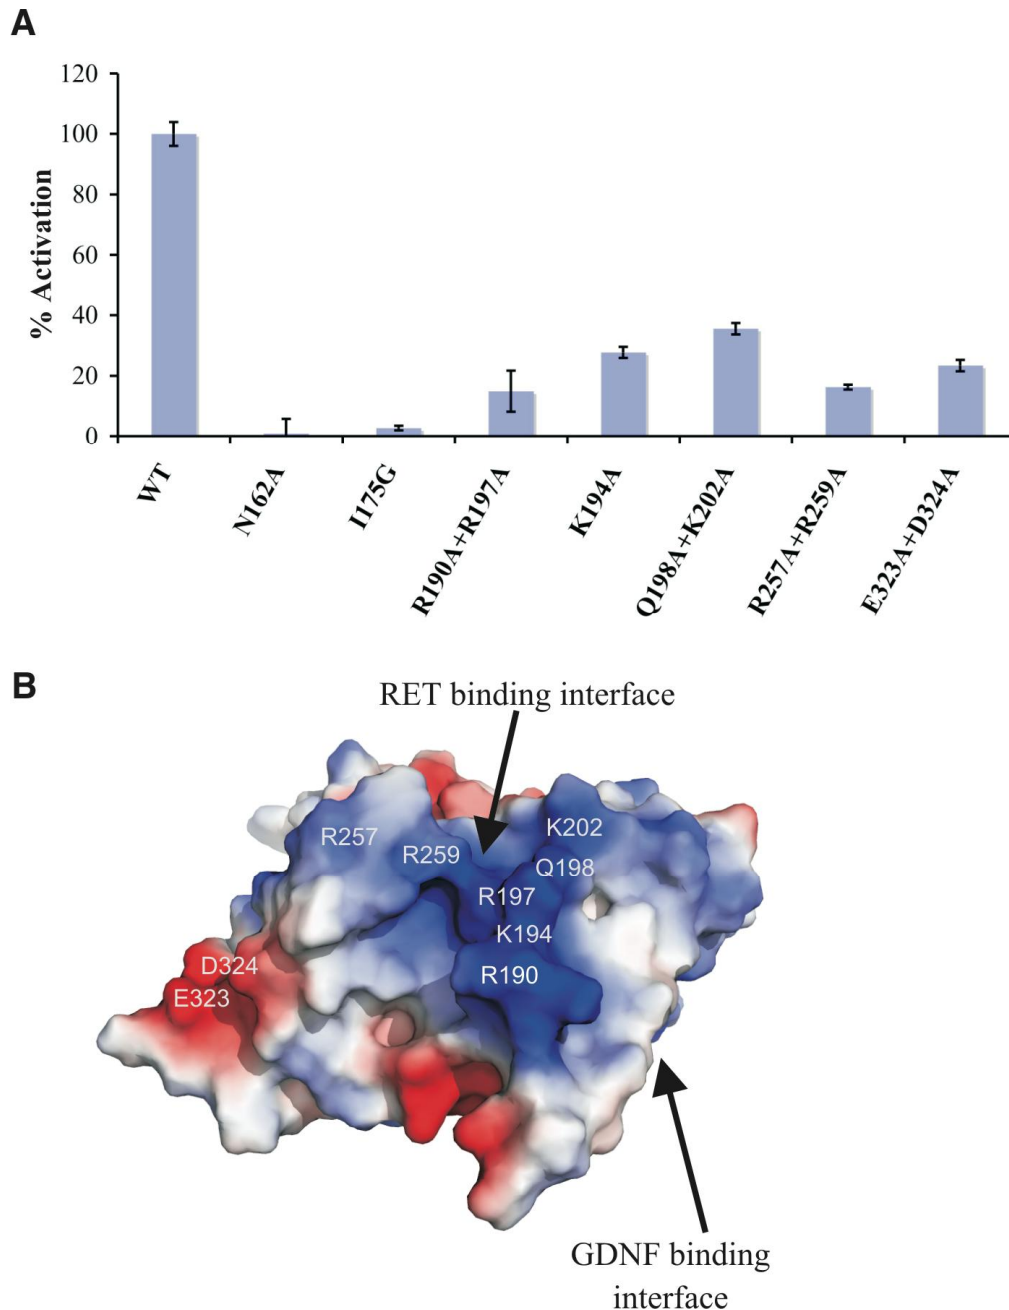 A
120
100
80
60
40
20
0
% Activation
WT
N162A
I175G
R190A+R197A
K194A
Q198A+K202A
R257A+R259A
E323A+D324A
B
RET binding interface
R257
R259
K202
Q198
R197
K194
R190
D324
E323
GDNF binding
interface